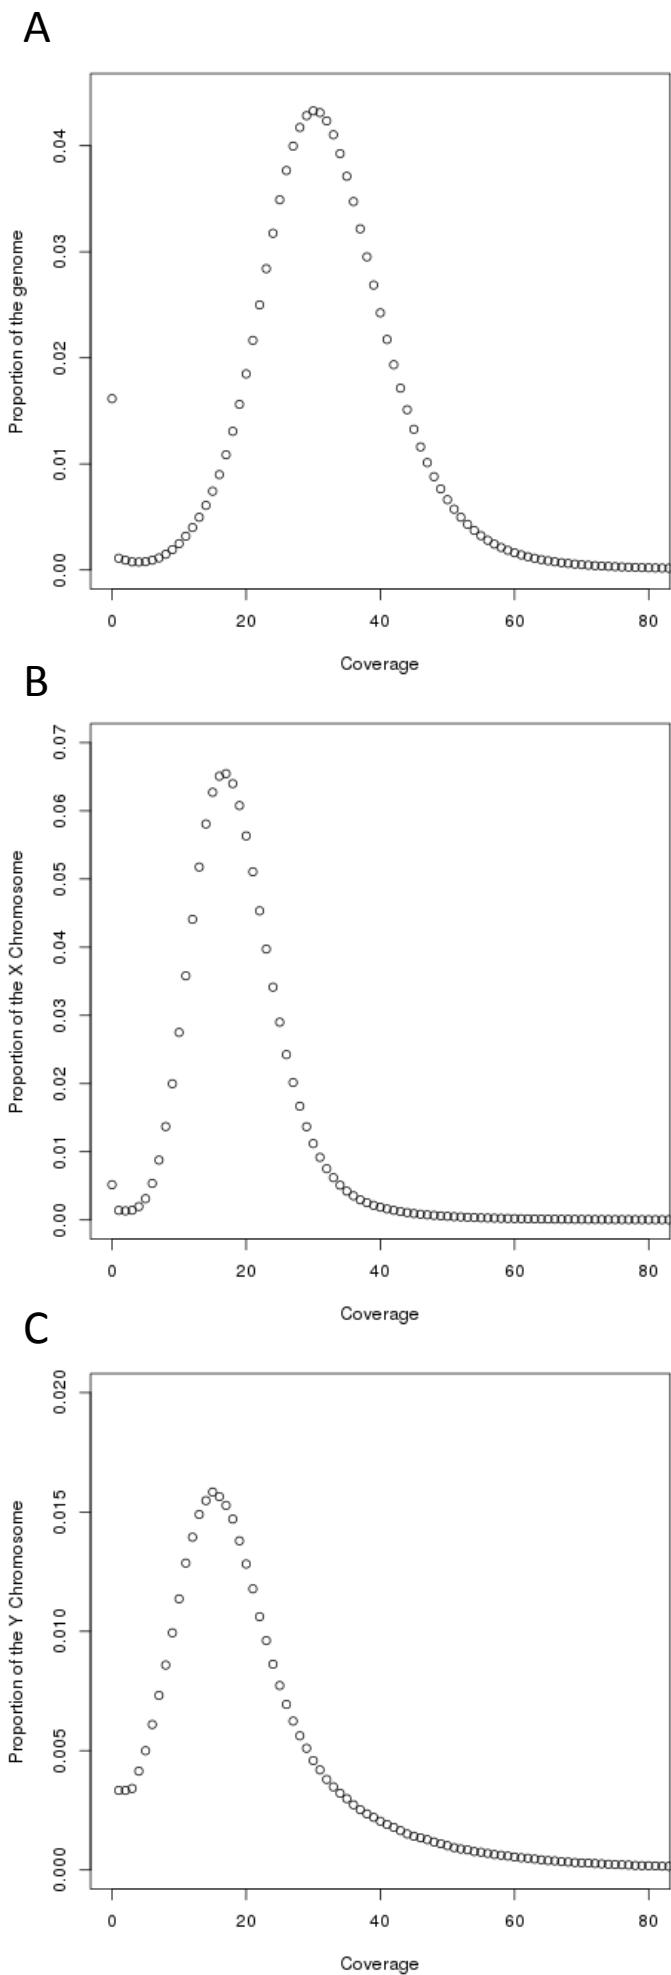 A
Proportion of the genome
0.04
0.03
0.02
0.01
0.00
0 20 40 60 80
Coverage
B
Proportion of the X Chromosome
0.07
0.06
0.05
0.04
0.03
0.02
0.01
0.00
0 20 40 60 80
Coverage
C
Proportion of the Y Chromosome
0.020
0.015
0.010
0.005
0.000
0 20 40 60 80
Coverage